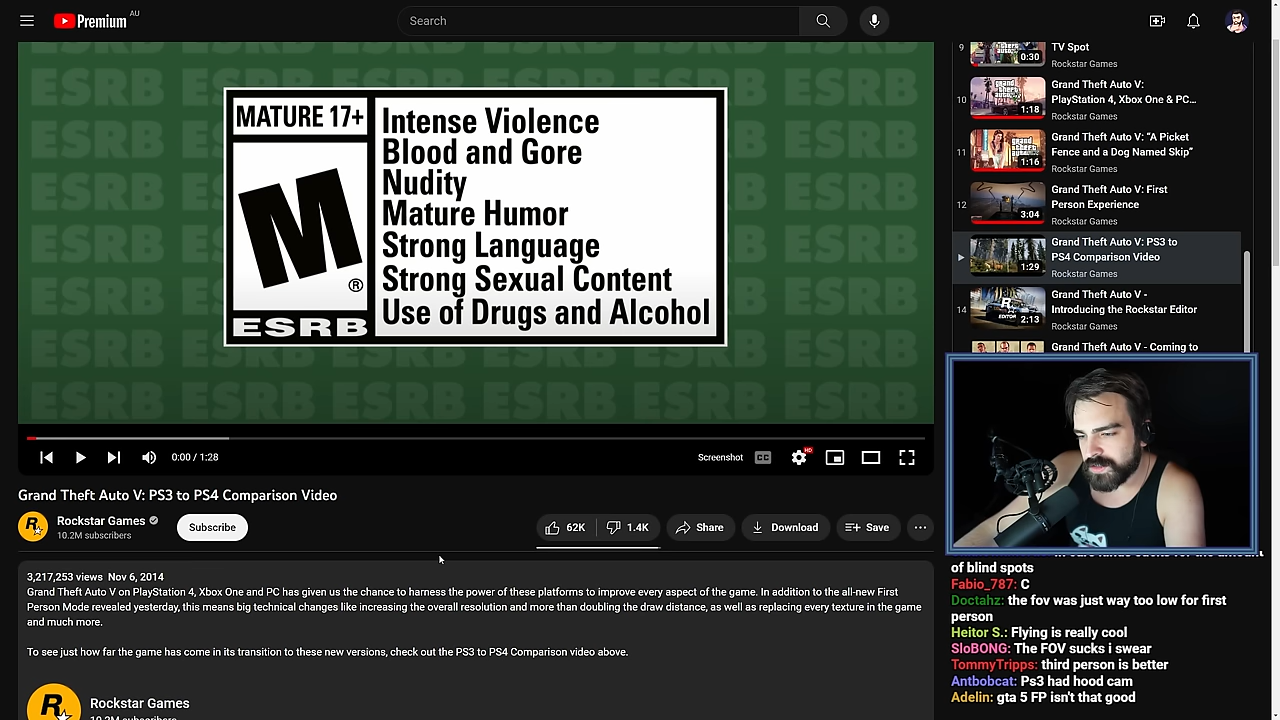 Premium AU
Search
MATURE 17+
M
®
ESRB
Intense Violence
Blood and Gore
Nudity
Mature Humor
Strong Language
Strong Sexual Content
Use of Drugs and Alcohol
0:00 / 1:28
Screenshot
CC
HD
Grand Theft Auto V: PS3 to PS4 Comparison Video
Rockstar Games
10.2M subscribers
Subscribe
62K
1.4K
Share
Download
Save
3,217,253 views Nov 6, 2014
Grand Theft Auto V on PlayStation 4, Xbox One and PC has given us the chance to harness the power of these platforms to improve every aspect of the game. In addition to the all-new First
Person Mode revealed yesterday, this means big technical changes like increasing the overall resolution and more than doubling the draw distance, as well as replacing every texture in the game
and much more.
To see just how far the game has come in its transition to these new versions, check out the PS3 to PS4 Comparison video above.
Rockstar Games
10.2M subscribers
9
0:30
TV Spot
Rockstar Games
10
1:18
Grand Theft Auto V:
PlayStation 4, Xbox One & PC...
Rockstar Games
11
1:16
Grand Theft Auto V: “A Picket
Fence and a Dog Named Skip”
Rockstar Games
12
3:04
Grand Theft Auto V: First
Person Experience
Rockstar Games
1:29
Grand Theft Auto V: PS3 to
PS4 Comparison Video
Rockstar Games
14
2:13
Grand Theft Auto V -
Introducing the Rockstar Editor
Rockstar Games
Grand Theft Auto V - Coming to
of blind spots
Fabio_787: C
Doctahz: the fov was just way too low for first
person
Heitor S.: Flying is really cool
SloBONG: The FOV sucks i swear
TommyTripps: third person is better
Antbobcat: Ps3 had hood cam
Adelin: gta 5 FP isn't that good